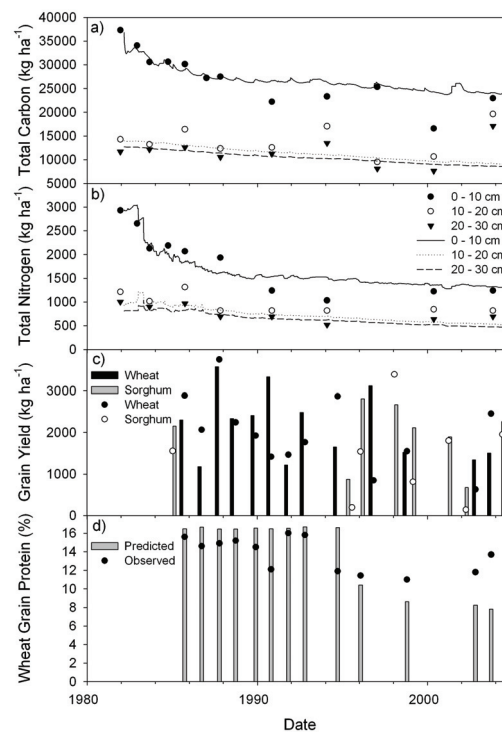 a)
Total Carbon (kg ha-1)
40000
35000
30000
25000
20000
15000
10000
5000
b)
Total Nitrogen (kg ha-1)
4000
3000
2000
1500
1000
500
0
0 - 10 cm
10 - 20 cm
20 - 30 cm
0 - 10 cm
10 - 20 cm
20 - 30 cm
c)
Grain Yield (kg ha-1)
3000
2000
1000
0
Wheat
Sorghum
Wheat
Sorghum
d)
Wheat Grain Protein (%)
16
14
12
10
8
6
4
2
0
Predicted
Observed
1980
1990
2000
Date